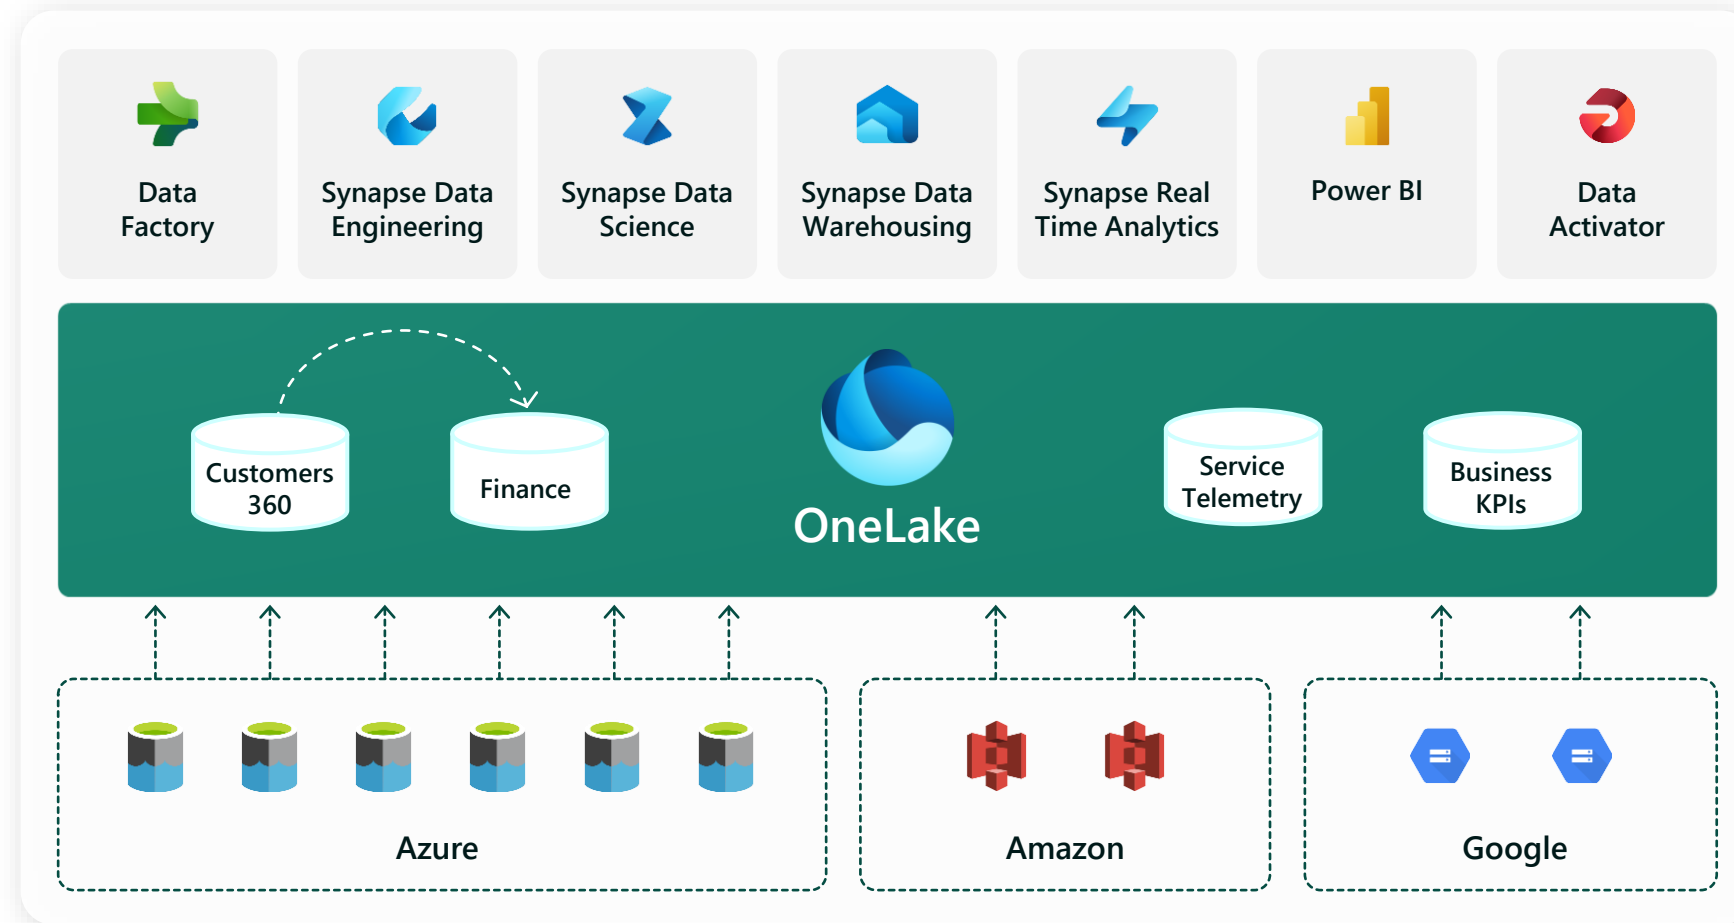 Data
Factory
Synapse Data
Engineering
Synapse Data
Science
Synapse Data
Warehousing
Synapse Real
Time Analytics
Power BI
Data
Activator
Customers
360
Finance
OneLake
Service
Telemetry
Business
KPIs
Azure
Amazon
Google